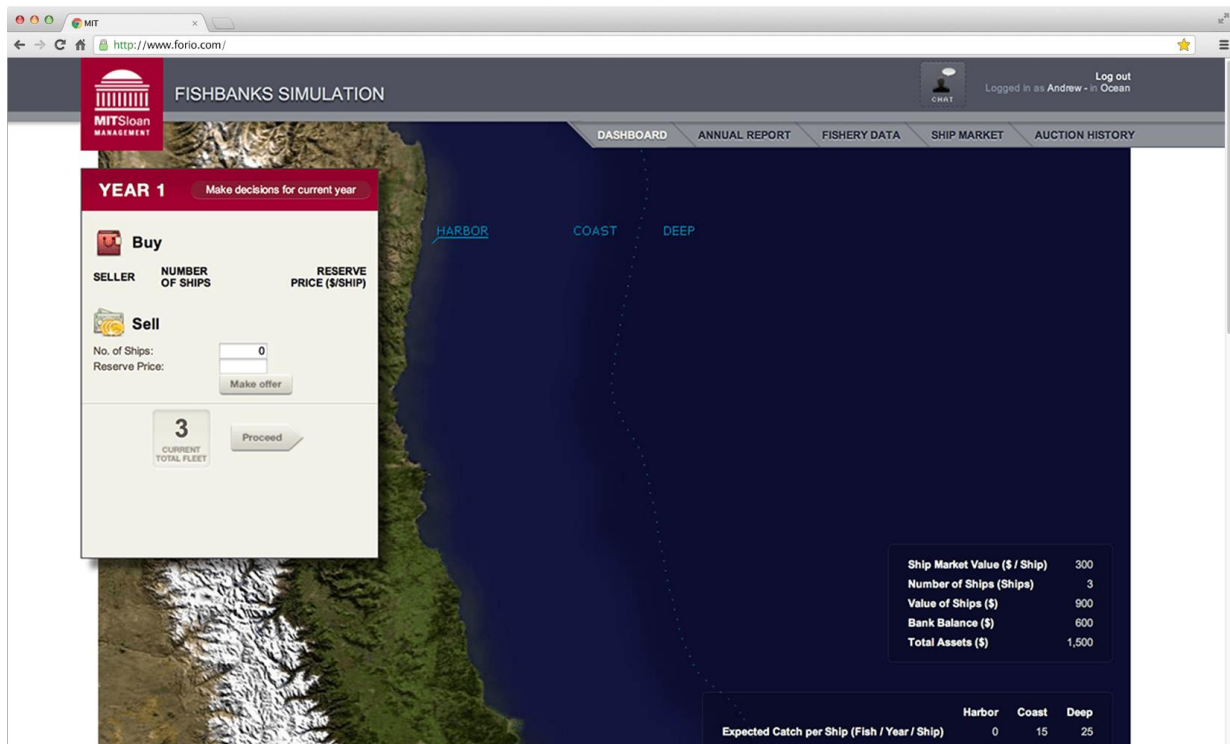 MIT
http://www.forio.com/
MITSloan
MANAGEMENT
FISHBANKS SIMULATION
CHAT
Log out
Logged in as Andrew - in Ocean
DASHBOARD ANNUAL REPORT FISHERY DATA SHIP MARKET AUCTION HISTORY
YEAR 1 Make decisions for current year
Buy
SELLER NUMBER OF SHIPS RESERVE PRICE ($/SHIP)
Sell
No. of Ships: 0
Reserve Price:
Make offer
3
CURRENT
TOTAL FLEET
Proceed
HARBOR COAST DEEP
Ship Market Value ($ / Ship) 300
Number of Ships (Ships) 3
Value of Ships ($) 900
Bank Balance ($) 600
Total Assets ($) 1,500
Harbor Coast Deep
Expected Catch per Ship (Fish / Year / Ship) 0 15 25